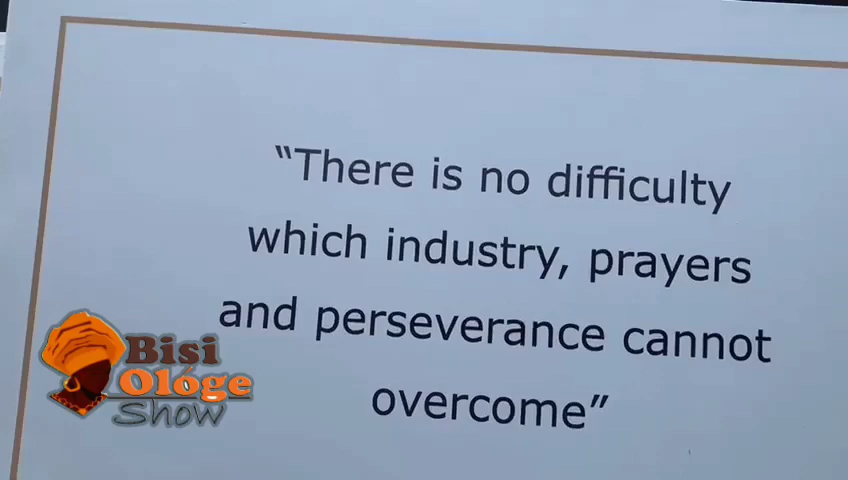 “There is no difficulty
which industry, prayers
and perseverance cannot
overcome”
Bisi
Ológe
Show